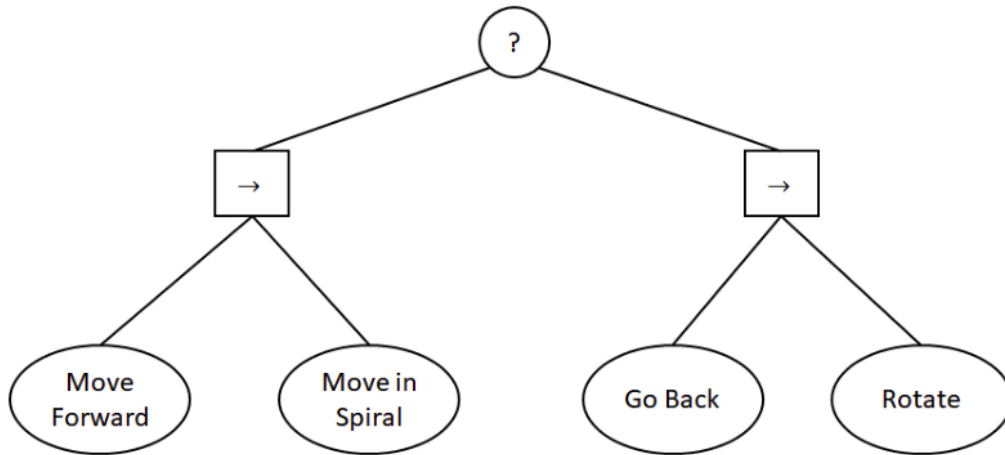 ?
→
→
Move
Forward
Move in
Spiral
Go Back
Rotate